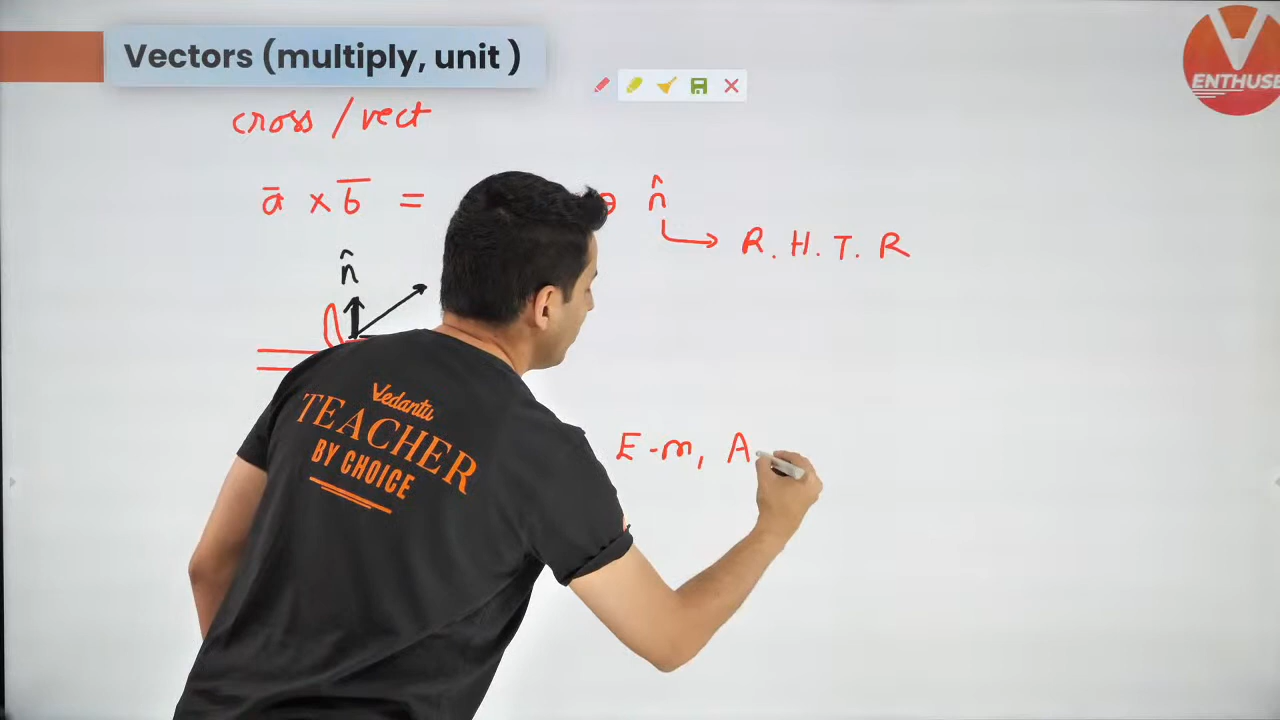 Vectors (multiply, unit )
ENTHUSE
cross / vect
a̅ × b̅ = θ n̂
R. H. T. R
n̂
E-m, A
Vedantu
TEACHER
BY CHOICE